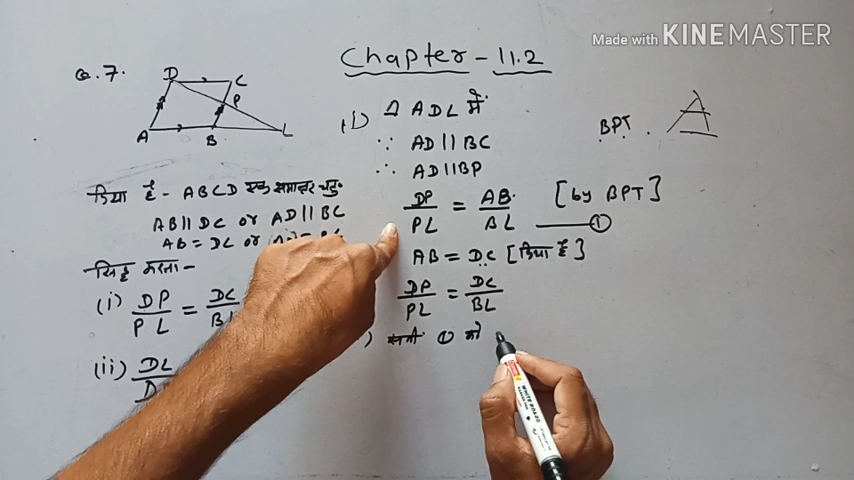 Made with KINEMASTER
Chapter - 11.2
Q.7.
D C
P
A B L
दिया है - ABCD एक समान्तर चतु०
AB || DC or AD || BC
AB = DC or
सिद्ध करना -
(i) DP/PL = DC/BL
(ii) DL
(i) △ ADL में
∵ AD || BC
∴ AD || BP
DP/PL = AB/BL [by BPT] ①
AB = DC [दिया है]
DP/PL = DC/BL
① को
BPT.